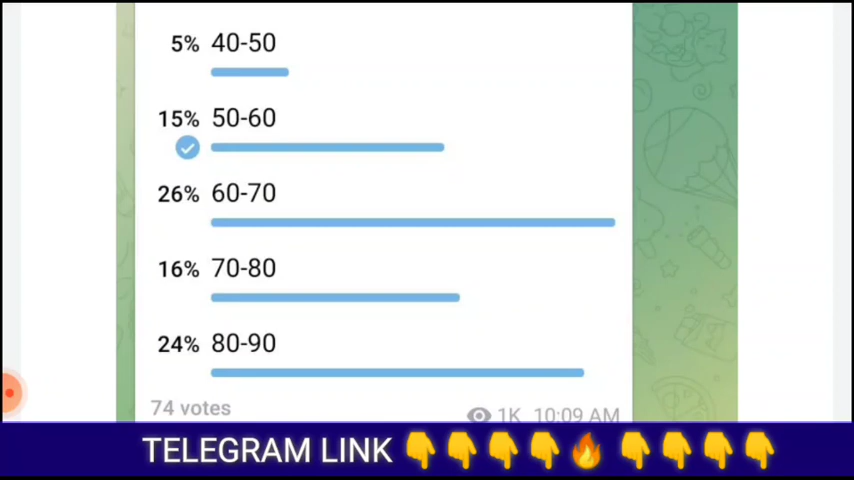 5% 40-50
15% 50-60
26% 60-70
16% 70-80
24% 80-90
74 votes 1K 10:09 AM
TELEGRAM LINK 👇👇👇👇🔥👇👇👇👇